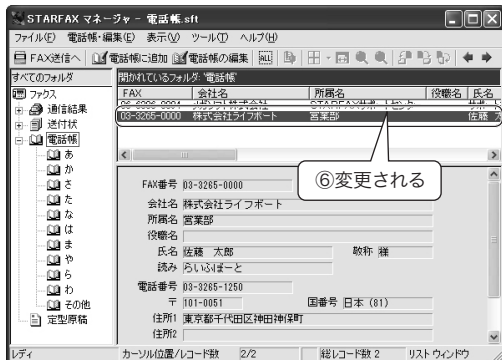 STARFAX マネージャ - 電話帳.sft
ファイル(F) 電話帳・編集(E) 表示(V) ツール(T) ヘルプ(H)
FAX送信へ 電話帳に追加 電話帳の編集 ALL
すべてのフォルダ
ファクス
通信結果
送付状
電話帳
あ
か
さ
た
な
は
ま
や
ら
わ
その他
定型原稿
開かれているフォルダ: '電話帳'
FAX 会社名 所属名 役職名 氏名
03-3265-0000 株式会社ライフボート 営業部 佐藤 太
⑥変更される
FAX番号 03-3265-0000
会社名 株式会社ライフボート
所属名 営業部
役職名
氏名 佐藤 太郎 敬称 様
読み らいふぼーと
電話番号 03-3265-1250
〒 101-0051 国番号 日本 (81)
住所1 東京都千代田区神田神保町
住所2
レディ カーソル位置/レコード数 2/2 総レコード数 2 リストウィンドウ